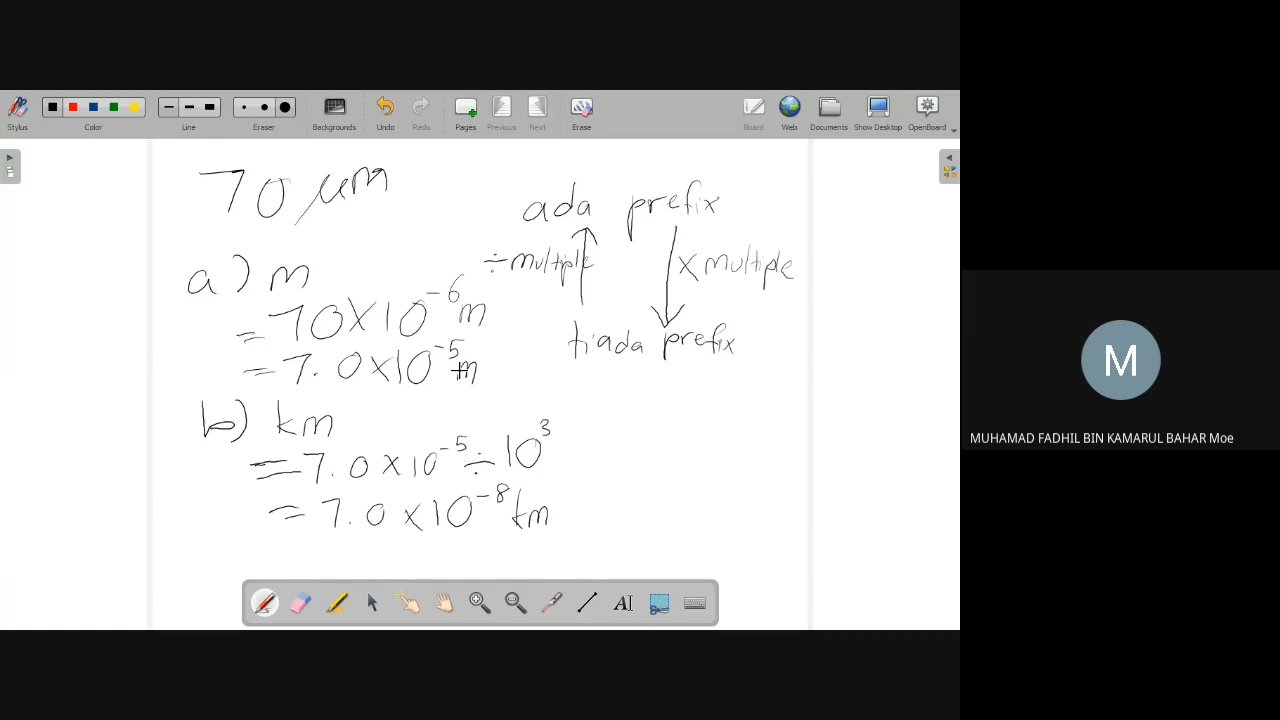 Stylus
Color
Line
Eraser
Backgrounds
Undo
Redo
Pages
Previous
Next
Erase
Board
Web
Documents
Show Desktop
OpenBoard
70 μm
ada prefix
÷ multiple
× multiple
tiada prefix
a) m
= 70 × 10⁻⁶ m
= 7.0 × 10⁻⁵ m
b) km
= 7.0 × 10⁻⁵ ÷ 10³
= 7.0 × 10⁻⁸ km
AI
M
MUHAMAD FADHIL BIN KAMARUL BAHAR Moe